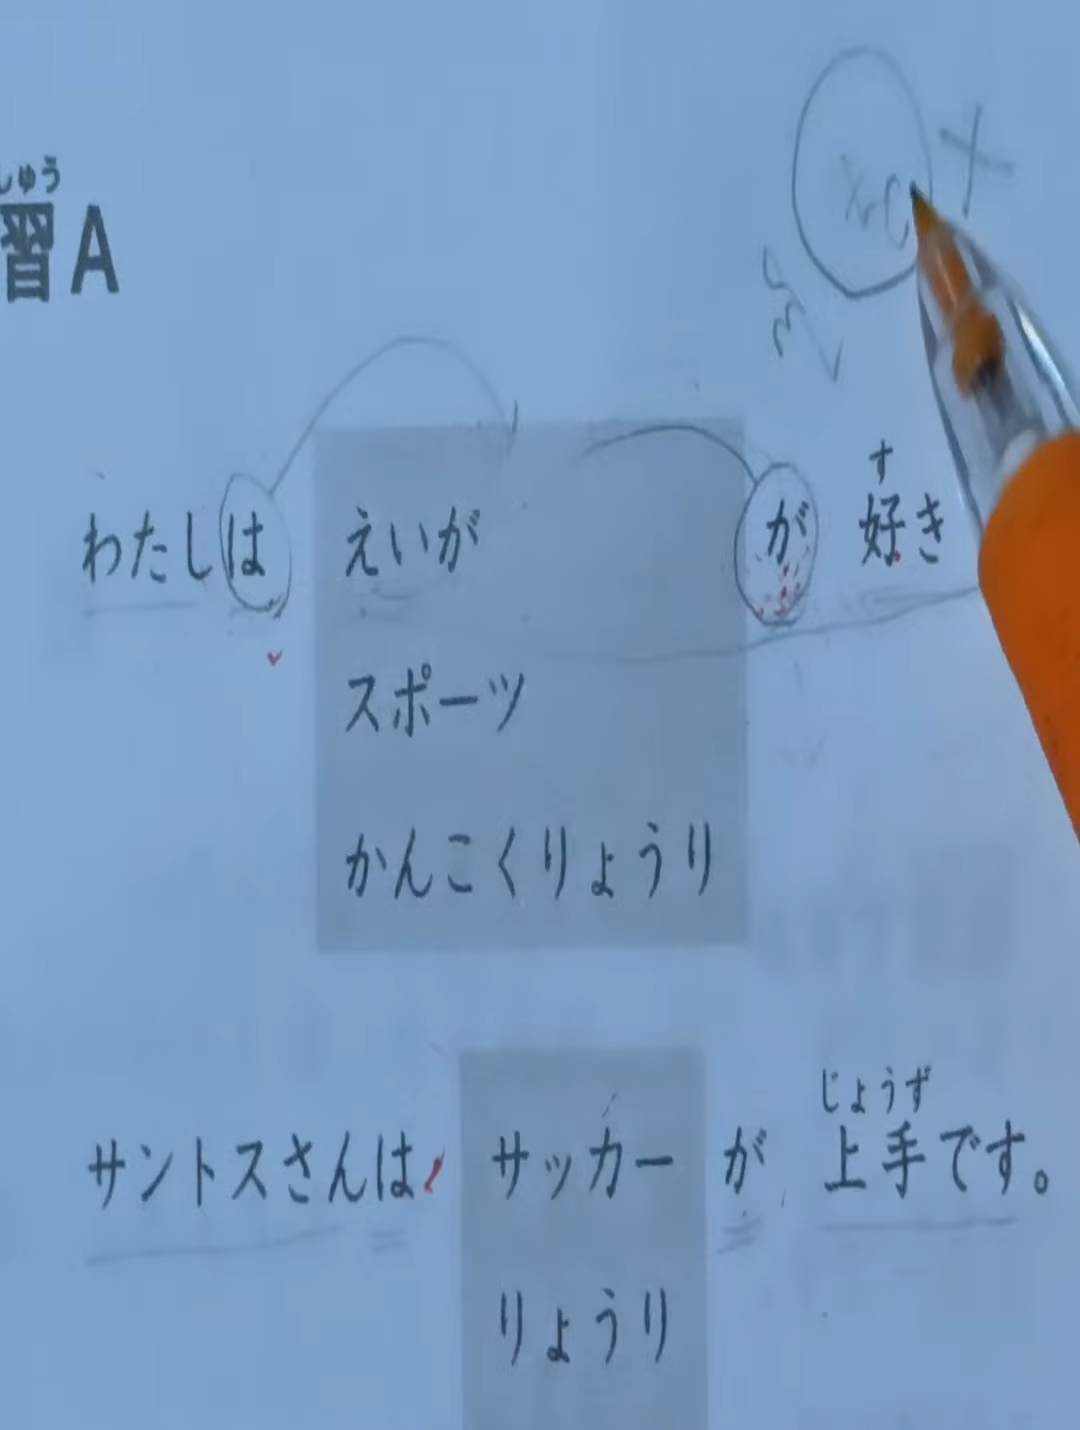 しゅう
習A
す
わたしは えいが が 好き
スポーツ
かんこくりょうり
じょうず
サントスさんは サッカー が 上手です。
りょうり